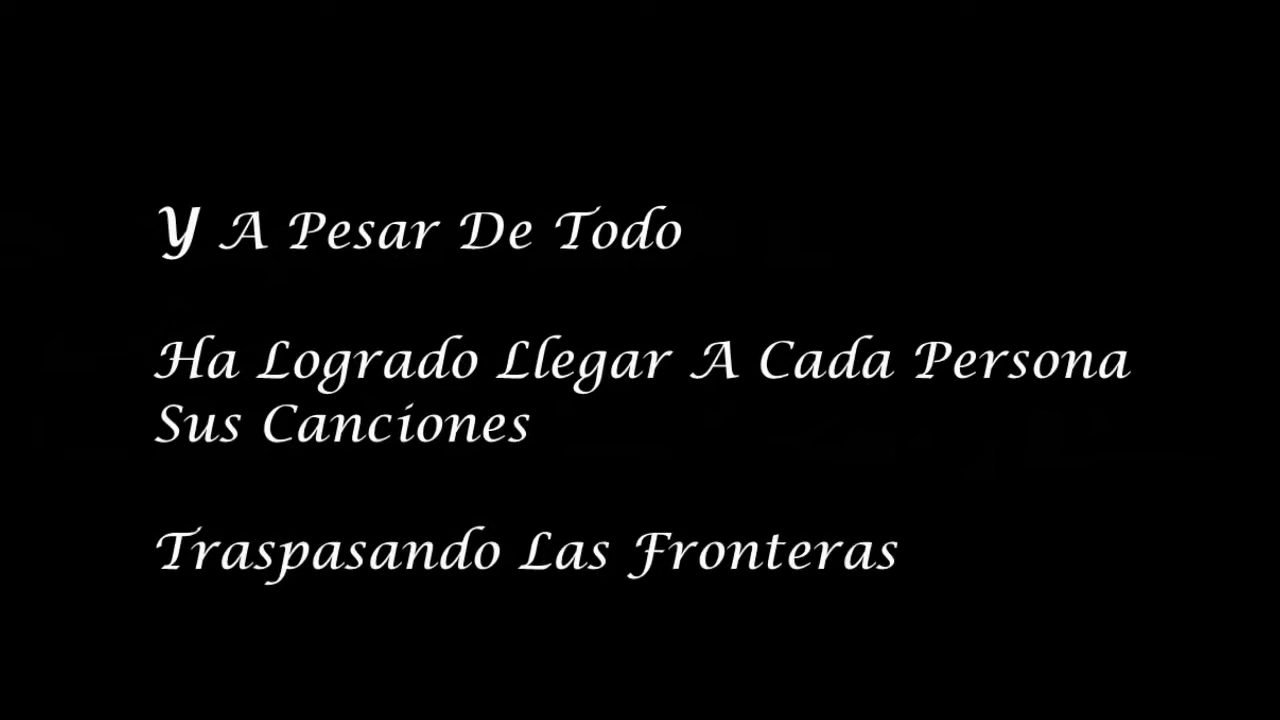 Y A Pesar De Todo
Ha Logrado Llegar A Cada Persona
Sus Canciones
Traspasando Las Fronteras